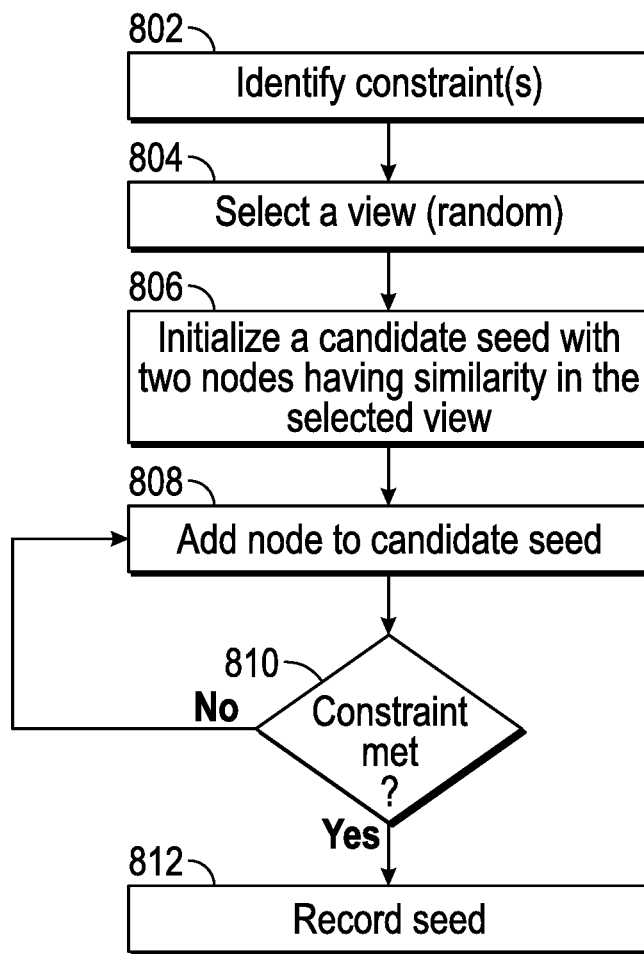 802
Identify constraint(s)
804
Select a view (random)
806
Initialize a candidate seed with
two nodes having similarity in the
selected view
808
Add node to candidate seed
810
No
Constraint
met
?
Yes
812
Record seed